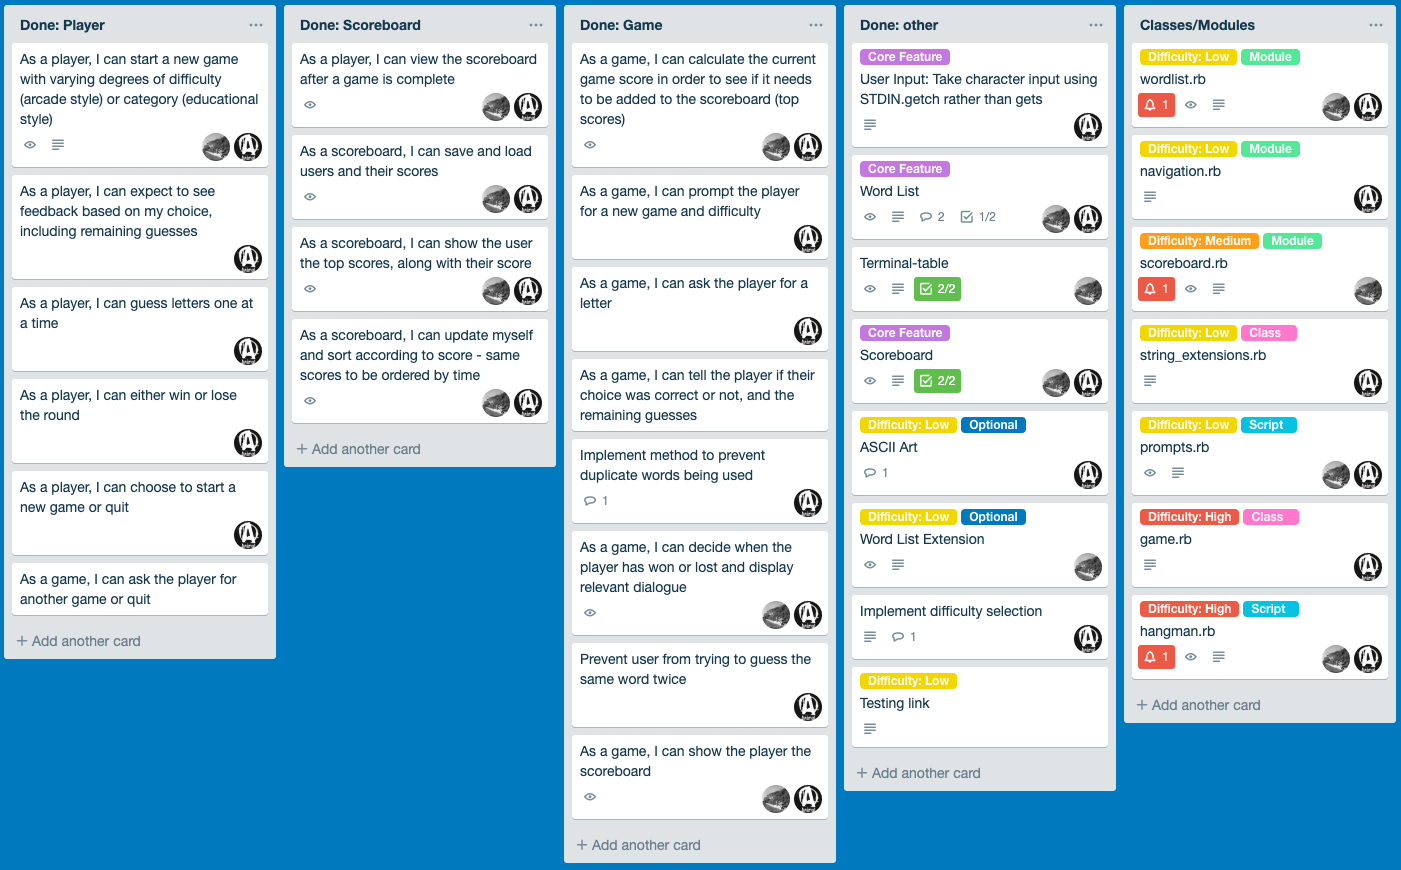 Done: Player
As a player, I can start a new game
with varying degrees of difficulty
(arcade style) or category (educational
style)
As a player, I can expect to see
feedback based on my choice,
including remaining guesses
As a player, I can guess letters one at
a time
As a player, I can either win or lose
the round
As a player, I can choose to start a
new game or quit
As a game, I can ask the player for
another game or quit
+ Add another card
Done: Scoreboard
As a player, I can view the scoreboard
after a game is complete
As a scoreboard, I can save and load
users and their scores
As a scoreboard, I can show the user
the top scores, along with their score
As a scoreboard, I can update myself
and sort according to score - same
scores to be ordered by time
+ Add another card
Done: Game
As a game, I can calculate the current
game score in order to see if it needs
to be added to the scoreboard (top
scores)
As a game, I can prompt the player
for a new game and difficulty
As a game, I can ask the player for a
letter
As a game, I can tell the player if their
choice was correct or not, and the
remaining guesses
Implement method to prevent
duplicate words being used
1
As a game, I can decide when the
player has won or lost and display
relevant dialogue
Prevent user from trying to guess the
same word twice
As a game, I can show the player the
scoreboard
+ Add another card
Done: other
Core Feature
User Input: Take character input using
STDIN.getch rather than gets
Core Feature
Word List
2 1/2
Terminal-table
2/2
Core Feature
Scoreboard
2/2
Difficulty: Low Optional
ASCII Art
1
Difficulty: Low Optional
Word List Extension
Implement difficulty selection
1
Difficulty: Low
Testing link
+ Add another card
Classes/Modules
Difficulty: Low Module
wordlist.rb
1
Difficulty: Low Module
navigation.rb
Difficulty: Medium Module
scoreboard.rb
1
Difficulty: Low Class
string_extensions.rb
Difficulty: Low Script
prompts.rb
Difficulty: High Class
game.rb
Difficulty: High Script
hangman.rb
1
+ Add another card